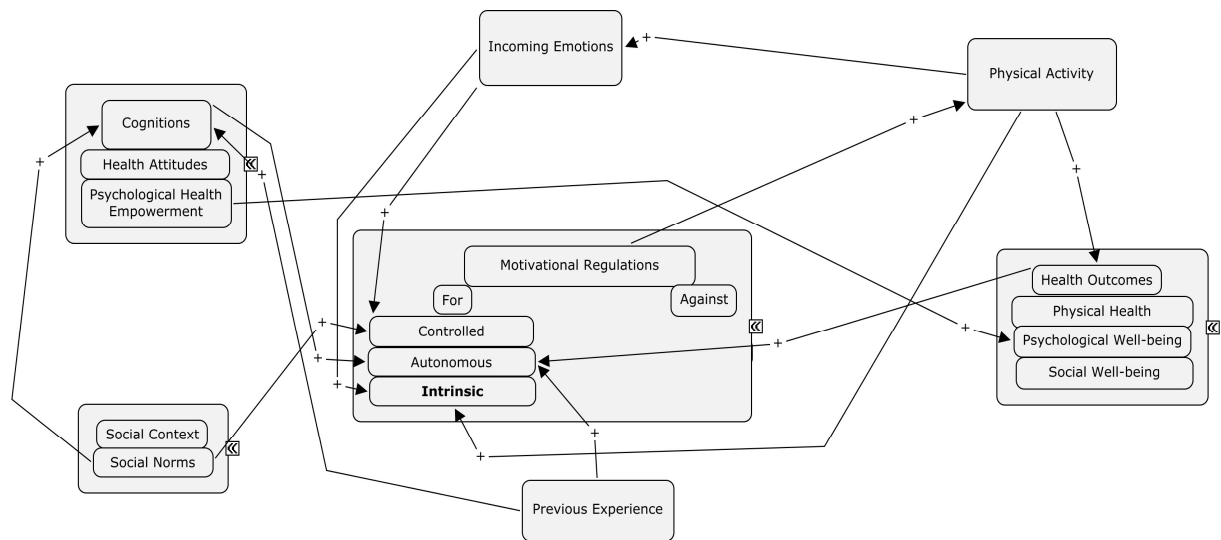 Incoming Emotions
+
Physical Activity
Cognitions
+
+
Health Attitudes
+
+
Psychological Health
Empowerment
+
Motivational Regulations
Health Outcomes
For
Against
Physical Health
+
Controlled
+
Psychological Well-being
+
+
Autonomous
Social Well-being
+
Intrinsic
Social Context
+
Social Norms
+
Previous Experience